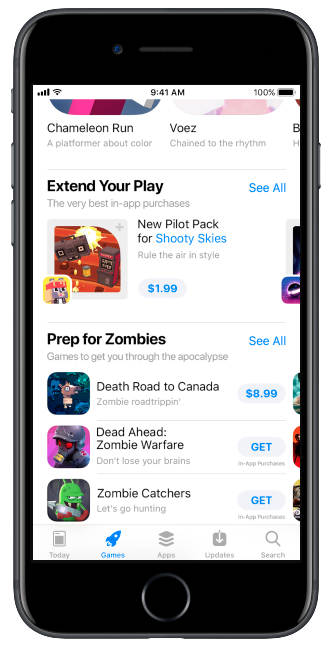 9:41 AM
100%
Chameleon Run
Voez
B
A platformer about color
Chained to the rhythm
H
Extend Your Play
See All
The very best in-app purchases
New Pilot Pack
for Shooty Skies
Rule the air in style
$1.99
Prep for Zombies
See All
Games to get you through the apocalypse
Death Road to Canada
Zombie roadtrippin'
$8.99
Dead Ahead:
Zombie Warfare
Don't lose your brains
GET
In-App Purchases
Zombie Catchers
Let's go hunting
GET
In-App Purchases
Today
Games
Apps
Updates
Search